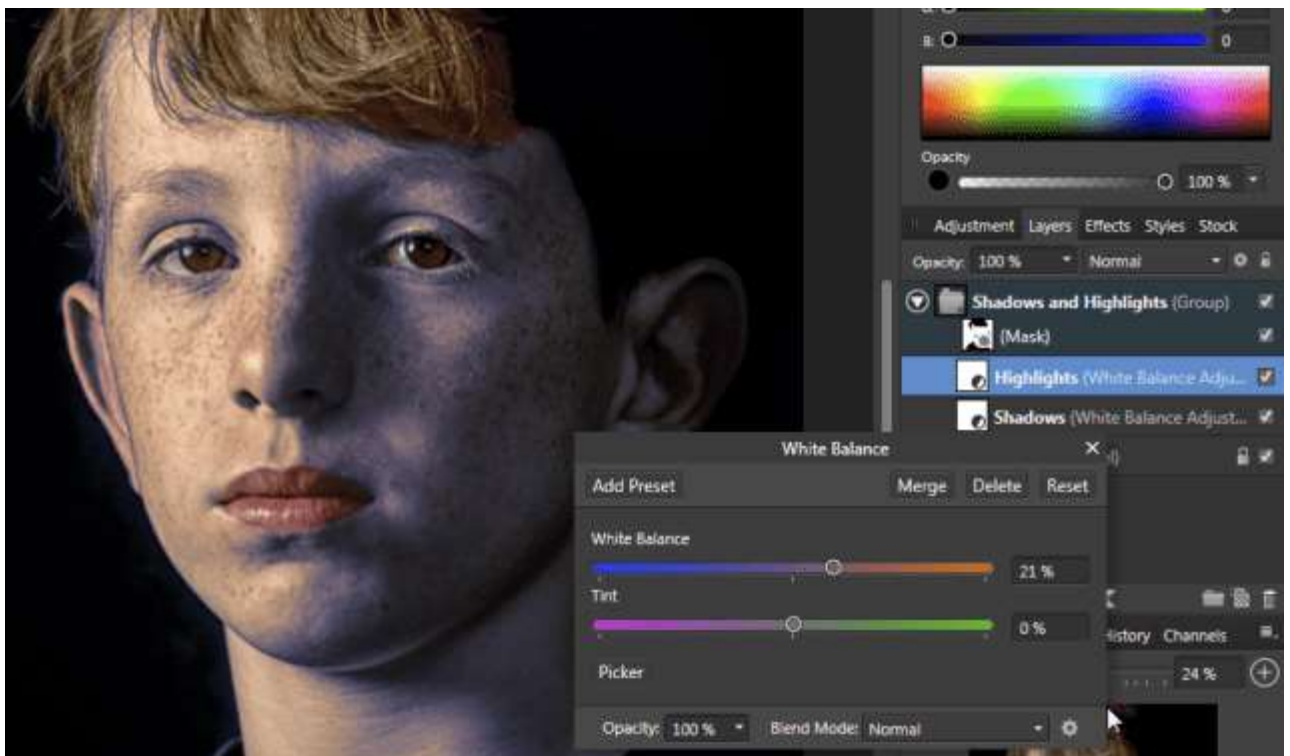 B: 0
Opacity
100 %
Adjustment Layers Effects Styles Stock
Opacity: 100 % Normal
Shadows and Highlights (Group)
(Mask)
Highlights (White Balance Adju...
Shadows (White Balance Adjust...
White Balance
Add Preset Merge Delete Reset
White Balance
21 %
Tint
0 %
History Channels
Picker
24 %
Opacity: 100 % Blend Mode: Normal